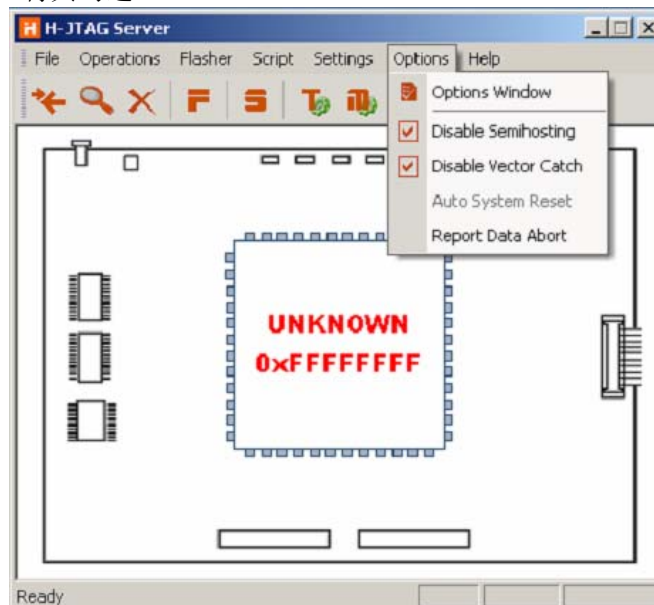 H-JTAG Server
File Operations Flasher Script Settings Options Help
Options Window
Disable Semihosting
Disable Vector Catch
Auto System Reset
Report Data Abort
UNKNOWN
0xFFFFFFFF
Ready